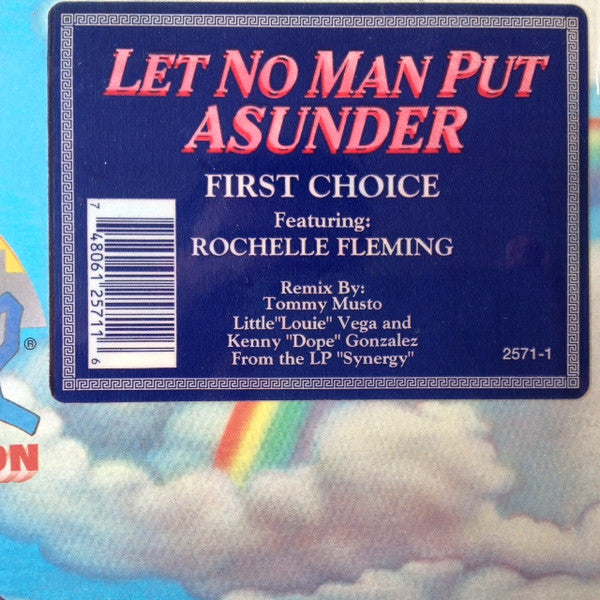 LET NO MAN PUT
ASUNDER
FIRST CHOICE
Featuring:
ROCHELLE FLEMING
Remix By:
Tommy Musto
Little"Louie" Vega and
Kenny "Dope" Gonzalez
From the LP "Synergy"
2571-1
7 48061 25711 6
®
ON